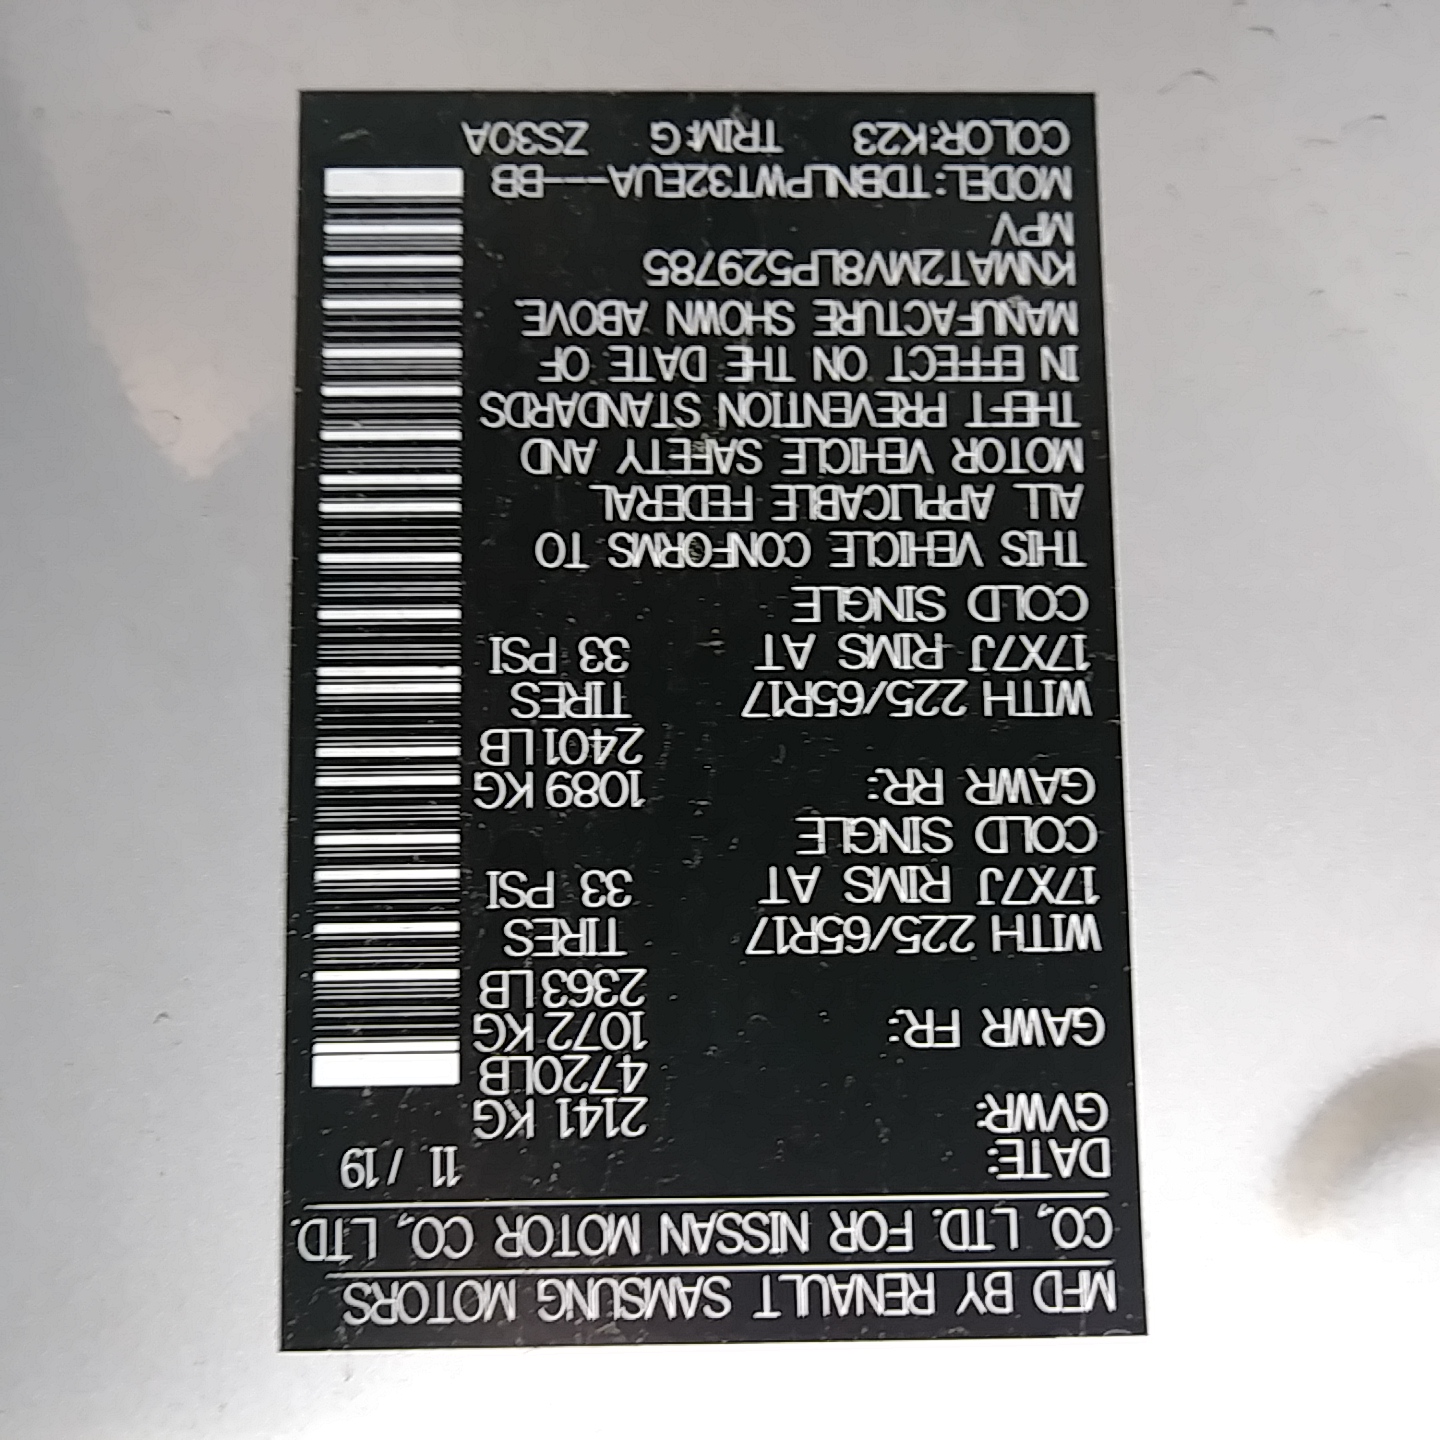 MFD BY RENAULT SAMSUNG MOTORS
CO., LTD. FOR NISSAN MOTOR CO., LTD.
DATE: 11 / 19
GVWR: 2141 KG
4720LB
GAWR FR: 1072 KG
2363LB
WITH 225/65R17 TIRES
17X7J RIMS AT 33 PSI
COLD SINGLE
GAWR RR: 1089 KG
2401LB
WITH 225/65R17 TIRES
17X7J RIMS AT 33 PSI
COLD SINGLE
THIS VEHICLE CONFORMS TO
ALL APPLICABLE FEDERAL
MOTOR VEHICLE SAFETY AND
THEFT PREVENTION STANDARDS
IN EFFECT ON THE DATE OF
MANUFACTURE SHOWN ABOVE.
KNMAT2MV8LP529785
MPV
MODEL: TDBNLPWT32EUA---BB
COLOR:K23 TRIM:G ZS30A